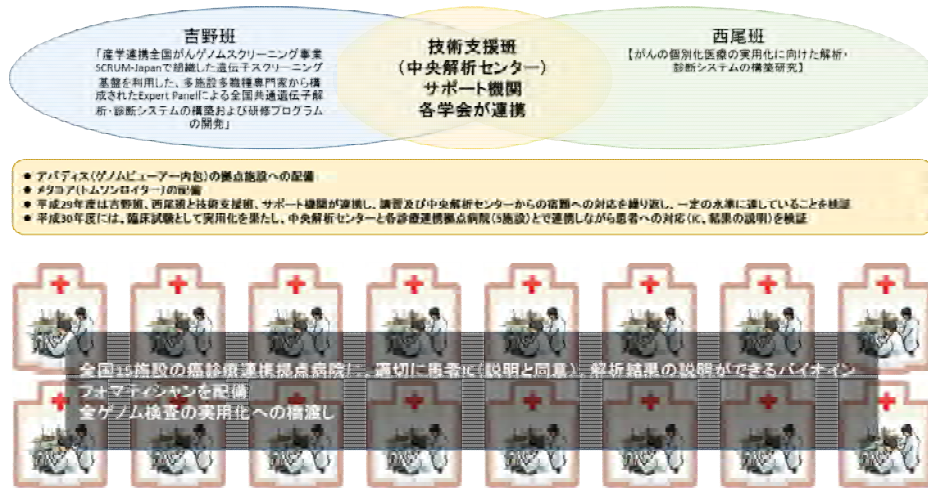 吉野班
「産学連携全国がんゲノムスクリーニング事業
SCRUM-Japanで組織した遺伝子スクリーニング
基盤を利用した、多施設多職種専門家から構
成されたExpert Panelによる全国共通遺伝子解
析・診断システムの構築および研修プログラム
の開発」
技術支援班
(中央解析センター)
サポート機関
各学会が連携
西尾班
【がんの個別化医療の実用化に向けた解析・
診断システムの構築研究】
● アバディス(ゲノムビューアー内包)の拠点施設への配備
● メタコア(トムソンロイター)の配備
● 平成29年度は吉野班、西尾班と技術支援班、サポート機関が連携し、講習及び中央解析センターからの宿題への対応を繰り返し、一定の水準に達していることを検証
● 平成30年度には、臨床試験として実用化を果たし、中央解析センターと各診療連携拠点病院(5施設)とで連携しながら患者への対応(IC、結果の説明)を検証
全国15施設の癌診療連携拠点病院に、適切に患者IC(説明と同意)、解析結果の説明ができるバイオイン
フォマティシャンを配備
全ゲノム検査の実用化への橋渡し